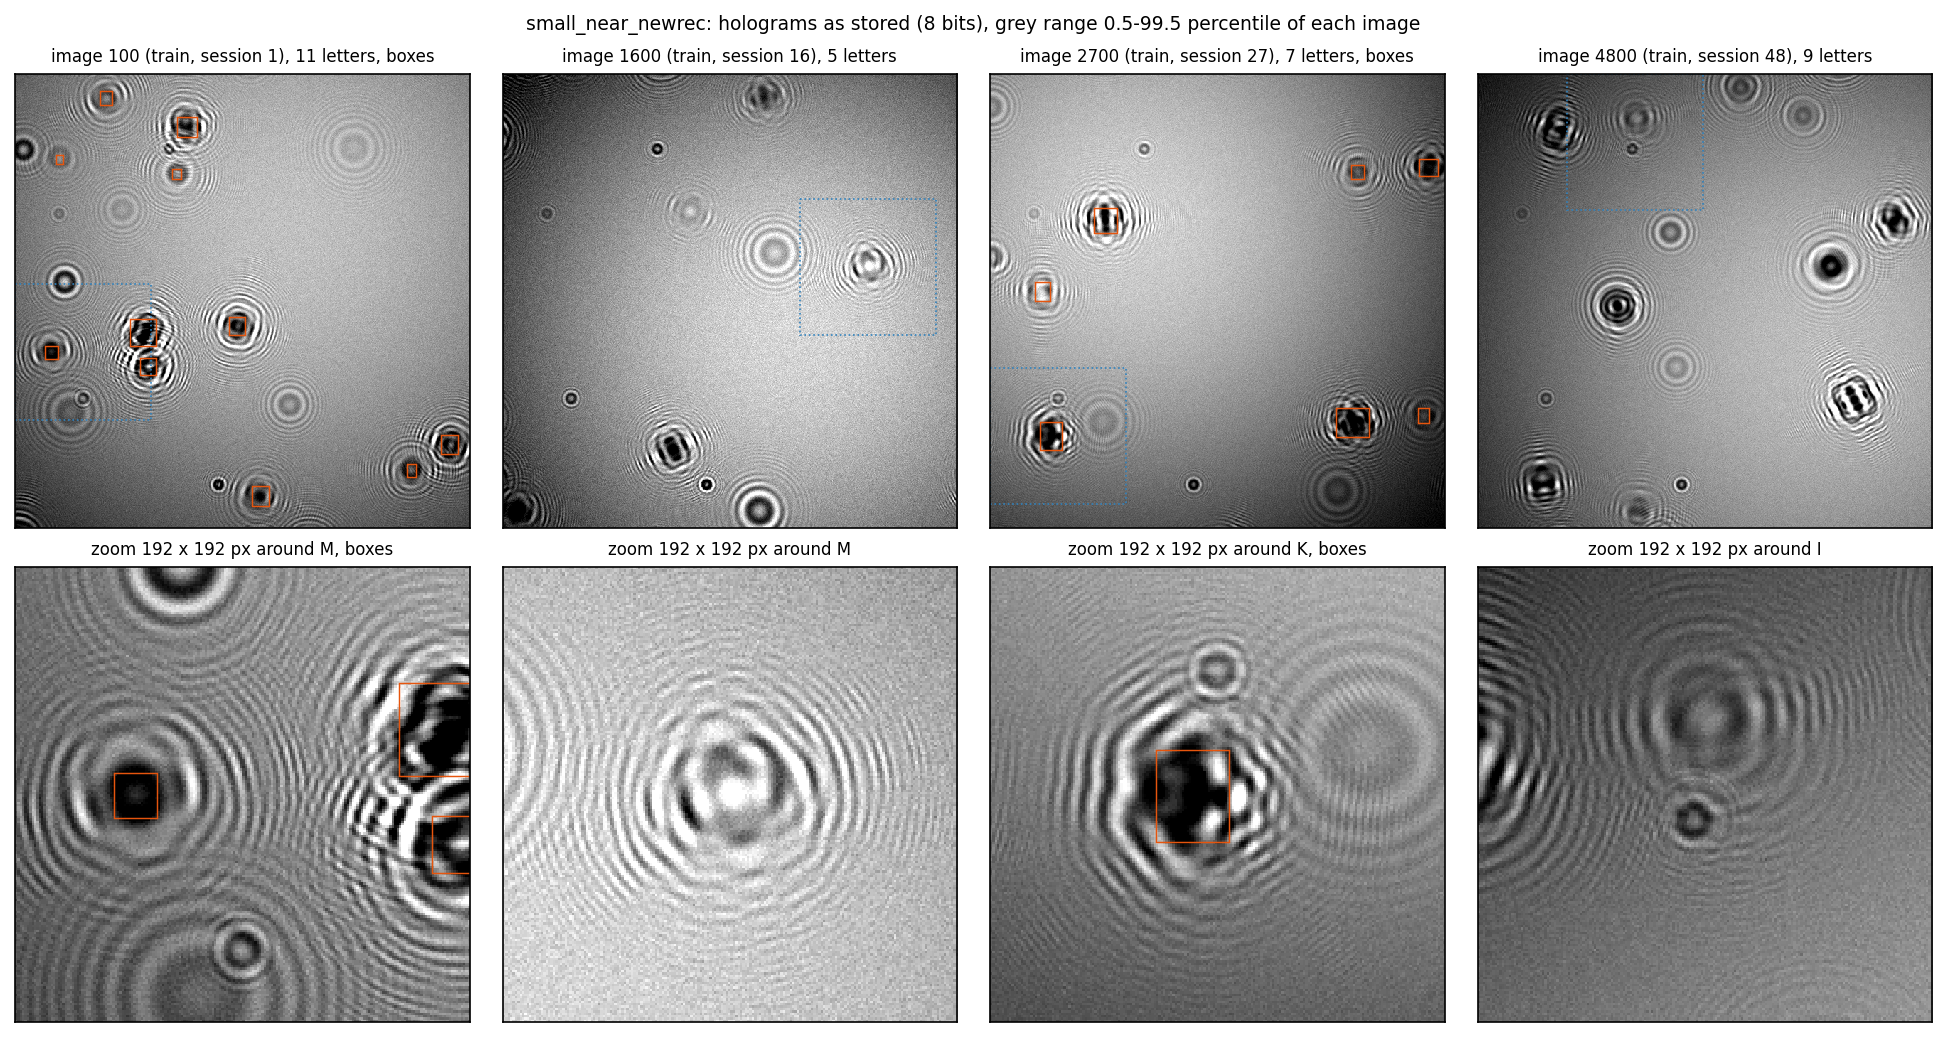 small_near_newrec: holograms as stored (8 bits), grey range 0.5-99.5 percentile of each image
image 100 (train, session 1), 11 letters, boxes
image 1600 (train, session 16), 5 letters
image 2700 (train, session 27), 7 letters, boxes
image 4800 (train, session 48), 9 letters
zoom 192 x 192 px around M, boxes
zoom 192 x 192 px around M
zoom 192 x 192 px around K, boxes
zoom 192 x 192 px around I